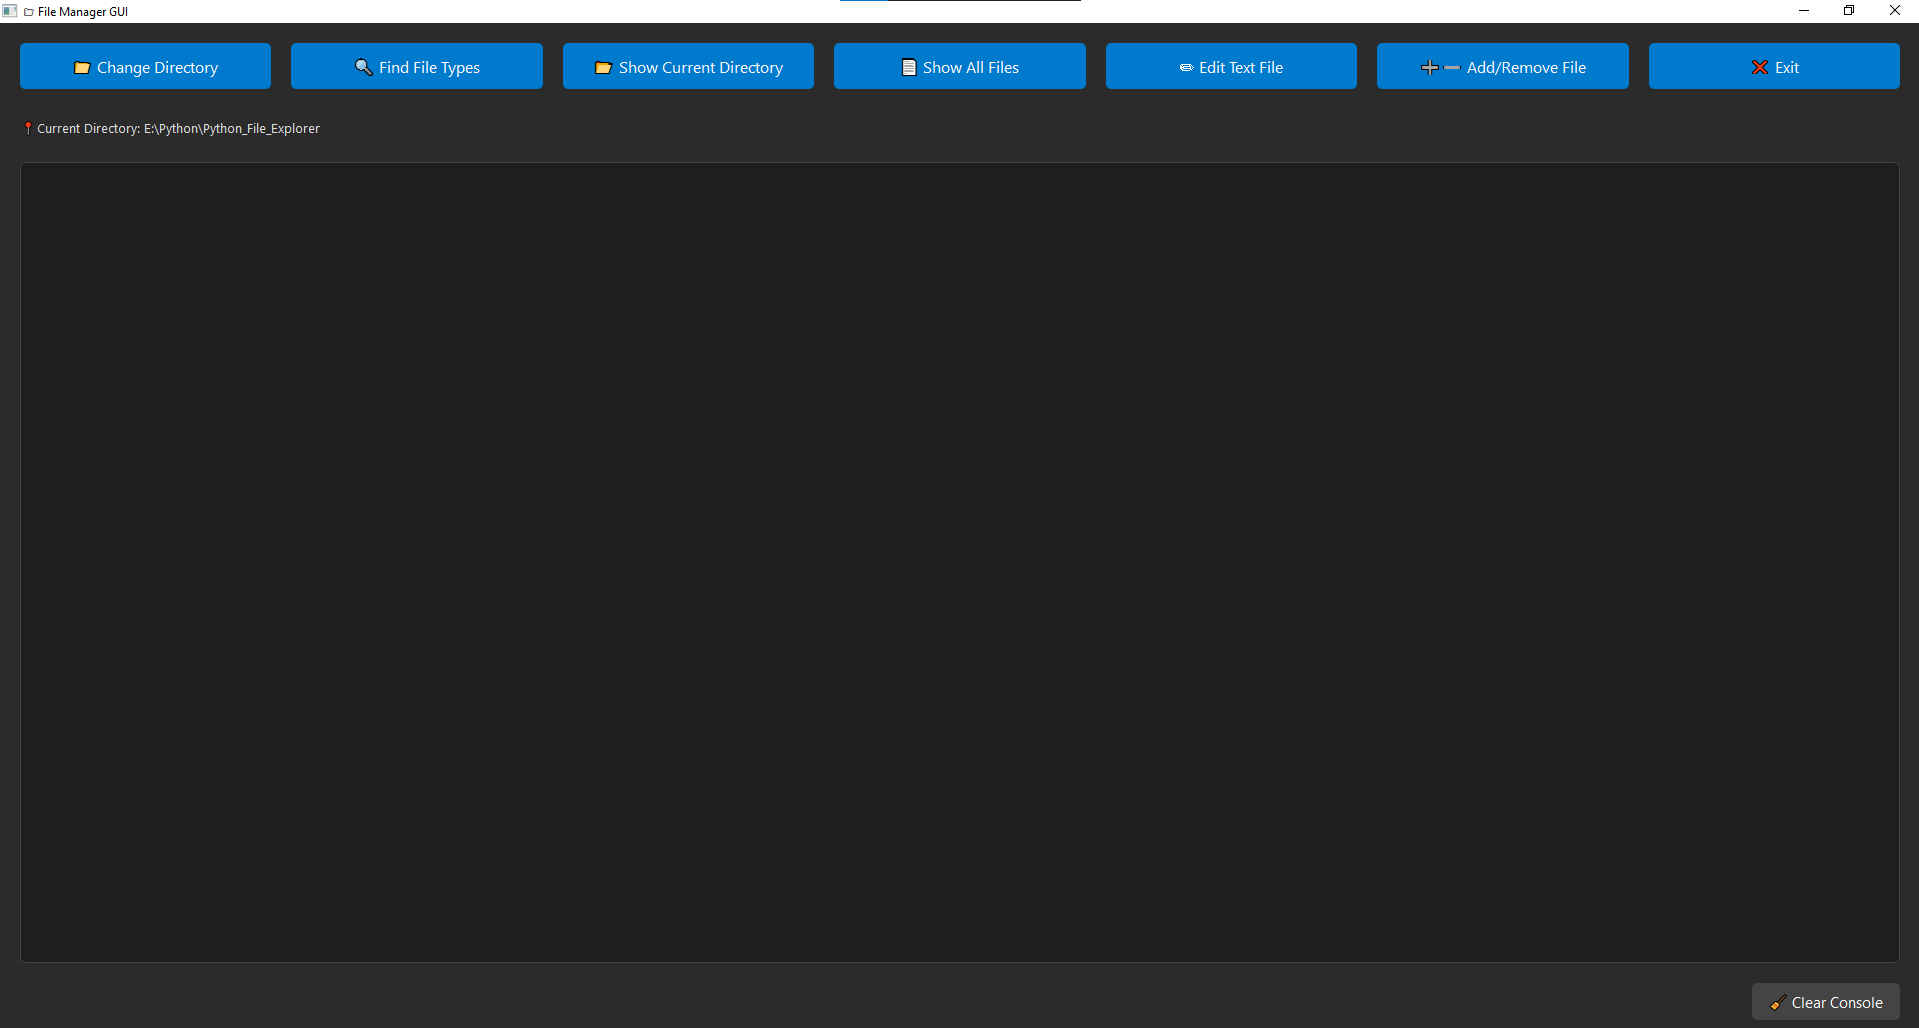 File Manager GUI
Change Directory
Find File Types
Show Current Directory
Show All Files
Edit Text File
Add/Remove File
Exit
Current Directory: E:\Python\Python_File_Explorer
Clear Console